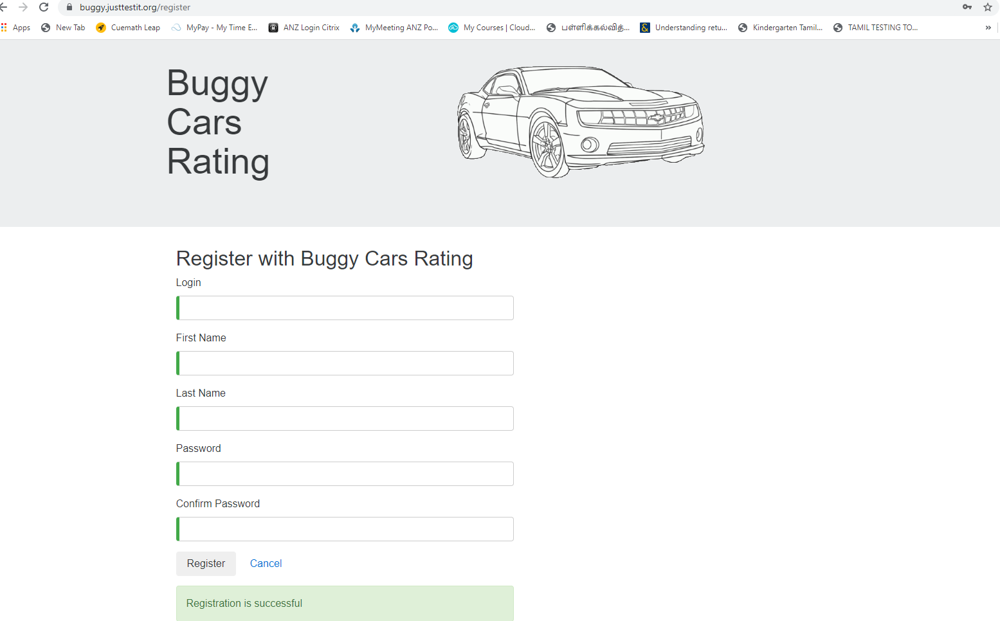 buggy.justtestit.org/register
Apps New Tab Cuemath Leap MyPay - My Time E... ANZ Login Citrix MyMeeting ANZ Po... My Courses | Cloud... பள்ளிக்கல்வித்... Understanding retu... Kindergarten Tamil... TAMIL TESTING TO... »
Buggy
Cars
Rating
Register with Buggy Cars Rating
Login
First Name
Last Name
Password
Confirm Password
Register Cancel
Registration is successful